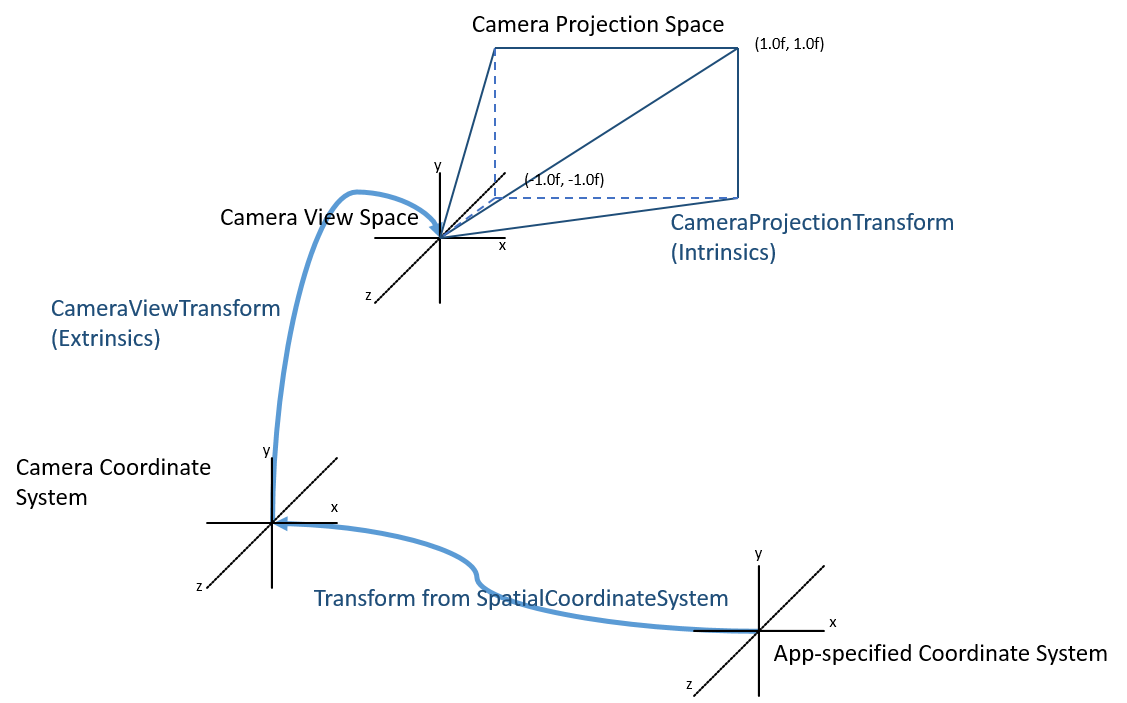 Camera Projection Space
(1.0f, 1.0f)
y
(-1.0f, -1.0f)
Camera View Space
x
CameraProjectionTransform
(Intrinsics)
z
CameraViewTransform
(Extrinsics)
y
Camera Coordinate
System
x
z
y
Transform from SpatialCoordinateSystem
x
App-specified Coordinate System
z